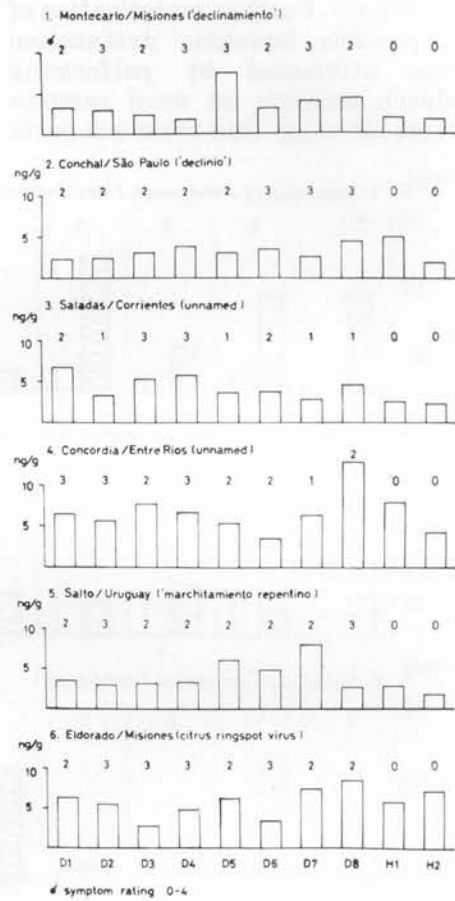 1. Montecarlo/Misiones ('declinamiento')
2 3 2 3 3 3 3 2 0 0
2. Conchal/São Paulo ('declinio')
ng/g
2 2 2 3 3 3 3 2 0 0
10
5
3. Saladas/Corrientes (unnamed)
ng/g
2 1 3 3 1 2 1 1 0 0
10
5
4. Concordia/Entre Rios (unnamed)
ng/g
3 3 2 3 2 2 1 2 0 0
10
5
5. Salto/Uruguay ('marchitamiento repentino)
ng/g
2 3 2 2 2 2 2 3 0 0
10
5
6. Eldorado/Misiones (citrus ringspot virus)
ng/g
2 3 3 3 2 3 2 2 0 0
10
5
D1 D2 D3 D4 D5 D6 D7 D8 H1 H2
symptom rating 0-4